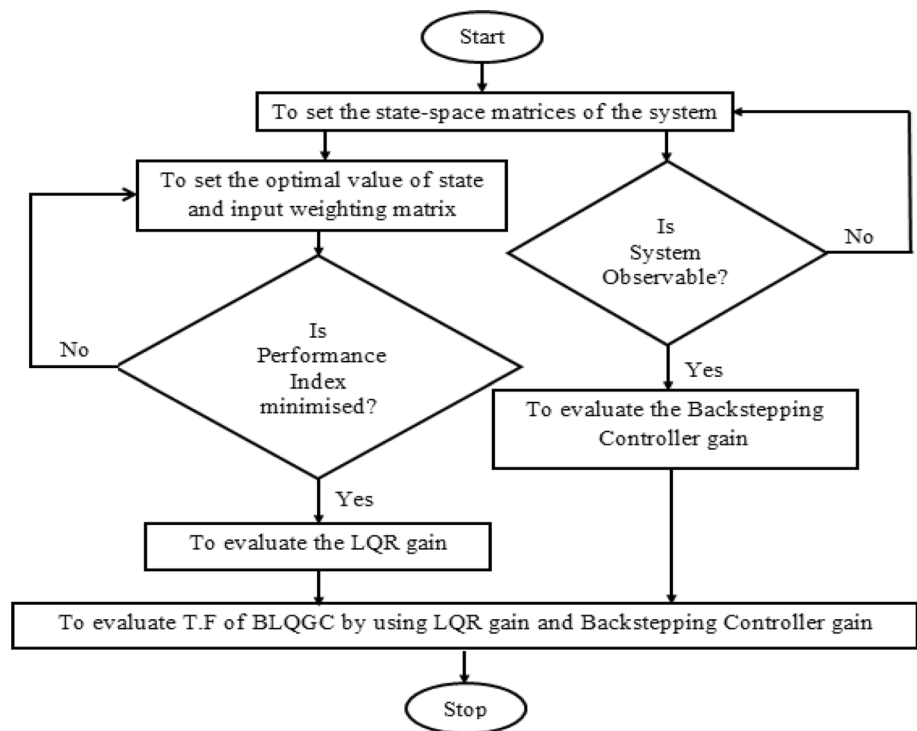 Start
To set the state-space matrices of the system
To set the optimal value of state
and input weighting matrix
Is
System
Observable?
No
Is
Performance
Index
minimised?
No
Yes
To evaluate the Backstepping
Controller gain
Yes
To evaluate the LQR gain
To evaluate T.F of BLQGC by using LQR gain and Backstepping Controller gain
Stop